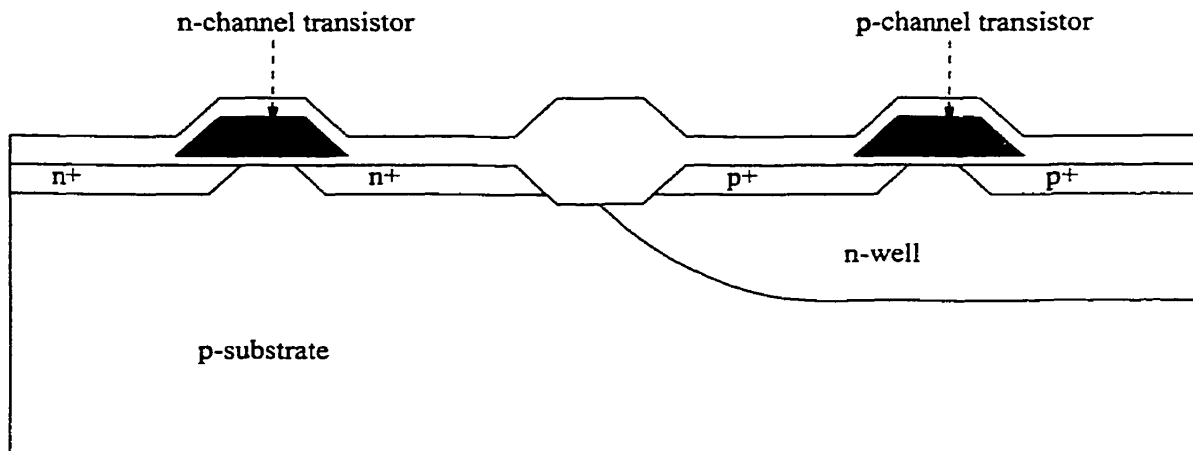 n-channel transistor
p-channel transistor
n+
n+
p+
p+
n-well
p-substrate